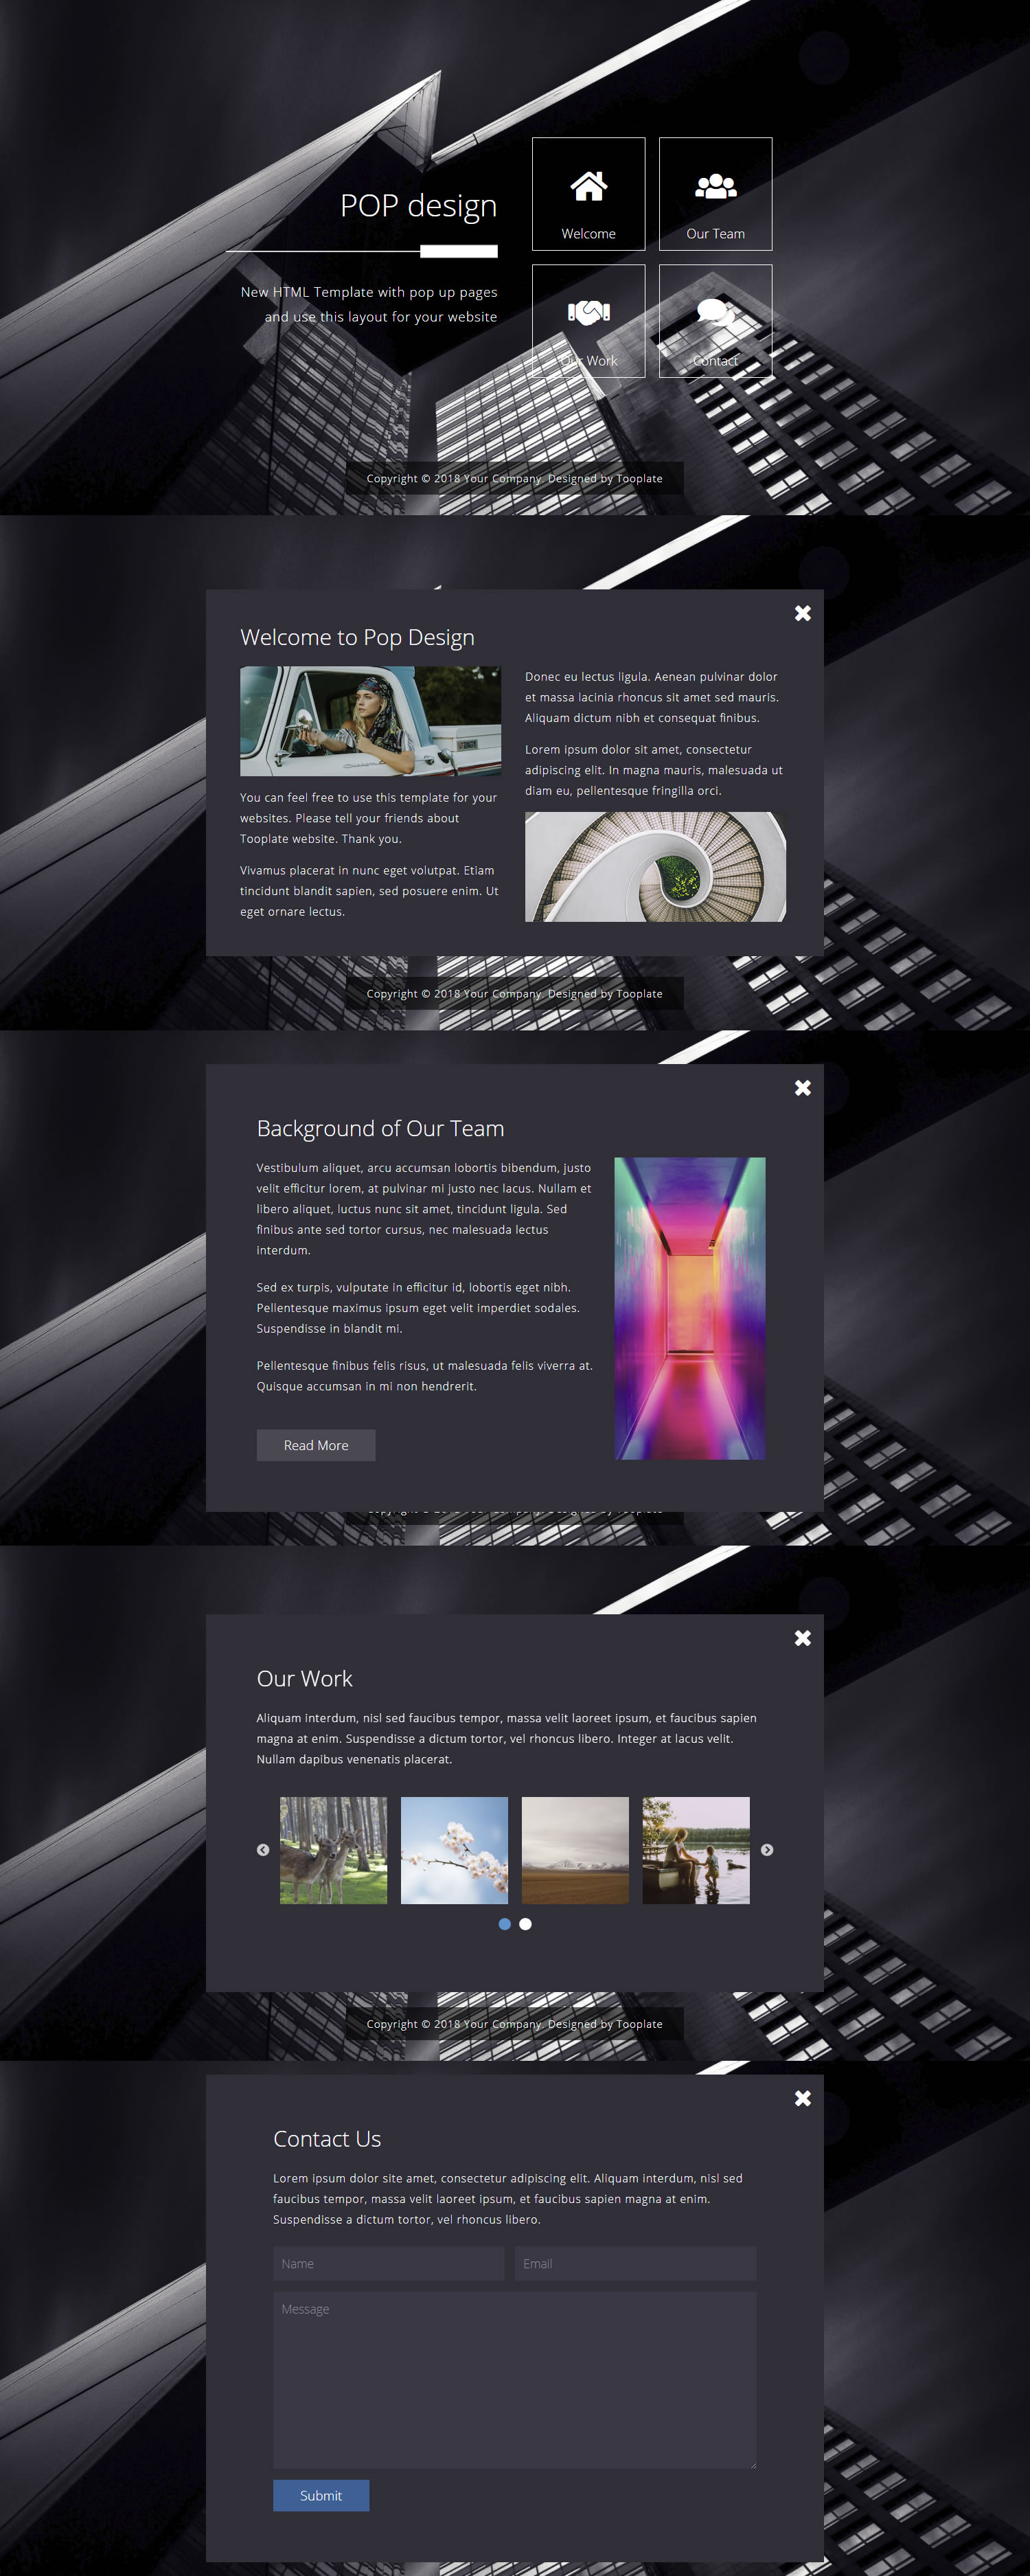 POP design
New HTML Template with pop up pages
and use this layout for your website
Welcome
Our Team
Our Work
Contact
Copyright © 2018 Your Company. Designed by Tooplate
Welcome to Pop Design
You can feel free to use this template for your
websites. Please tell your friends about
Tooplate website. Thank you.
Vivamus placerat in nunc eget volutpat. Etiam
tincidunt blandit sapien, sed posuere enim. Ut
eget ornare lectus.
Donec eu lectus ligula. Aenean pulvinar dolor
et massa lacinia rhoncus sit amet sed mauris.
Aliquam dictum nibh et consequat finibus.
Lorem ipsum dolor sit amet, consectetur
adipiscing elit. In magna mauris, malesuada ut
diam eu, pellentesque fringilla orci.
Copyright © 2018 Your Company. Designed by Tooplate
Background of Our Team
Vestibulum aliquet, arcu accumsan lobortis bibendum, justo
velit efficitur lorem, at pulvinar mi justo nec lacus. Nullam et
libero aliquet, luctus nunc sit amet, tincidunt ligula. Sed
finibus ante sed tortor cursus, nec malesuada lectus
interdum.
Sed ex turpis, vulputate in efficitur id, lobortis eget nibh.
Pellentesque maximus ipsum eget velit imperdiet sodales.
Suspendisse in blandit mi.
Pellentesque finibus felis risus, ut malesuada felis viverra at.
Quisque accumsan in mi non hendrerit.
Read More
Our Work
Aliquam interdum, nisl sed faucibus tempor, massa velit laoreet ipsum, et faucibus sapien
magna at enim. Suspendisse a dictum tortor, vel rhoncus libero. Integer at lacus velit.
Nullam dapibus venenatis placerat.
Copyright © 2018 Your Company. Designed by Tooplate
Contact Us
Lorem ipsum dolor site amet, consectetur adipiscing elit. Aliquam interdum, nisl sed
faucibus tempor, massa velit laoreet ipsum, et faucibus sapien magna at enim.
Suspendisse a dictum tortor, vel rhoncus libero.
Name
Email
Message
Submit